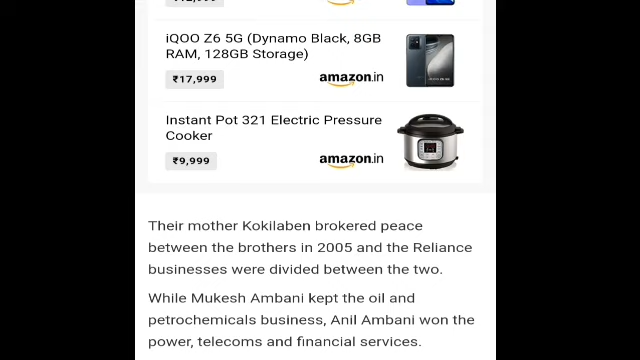 iQOO Z6 5G (Dynamo Black, 8GB
RAM, 128GB Storage)
₹17,999
amazon.in
Instant Pot 321 Electric Pressure
Cooker
₹9,999
amazon.in
Their mother Kokilaben brokered peace
between the brothers in 2005 and the Reliance
businesses were divided between the two.
While Mukesh Ambani kept the oil and
petrochemicals business, Anil Ambani won the
power, telecoms and financial services.